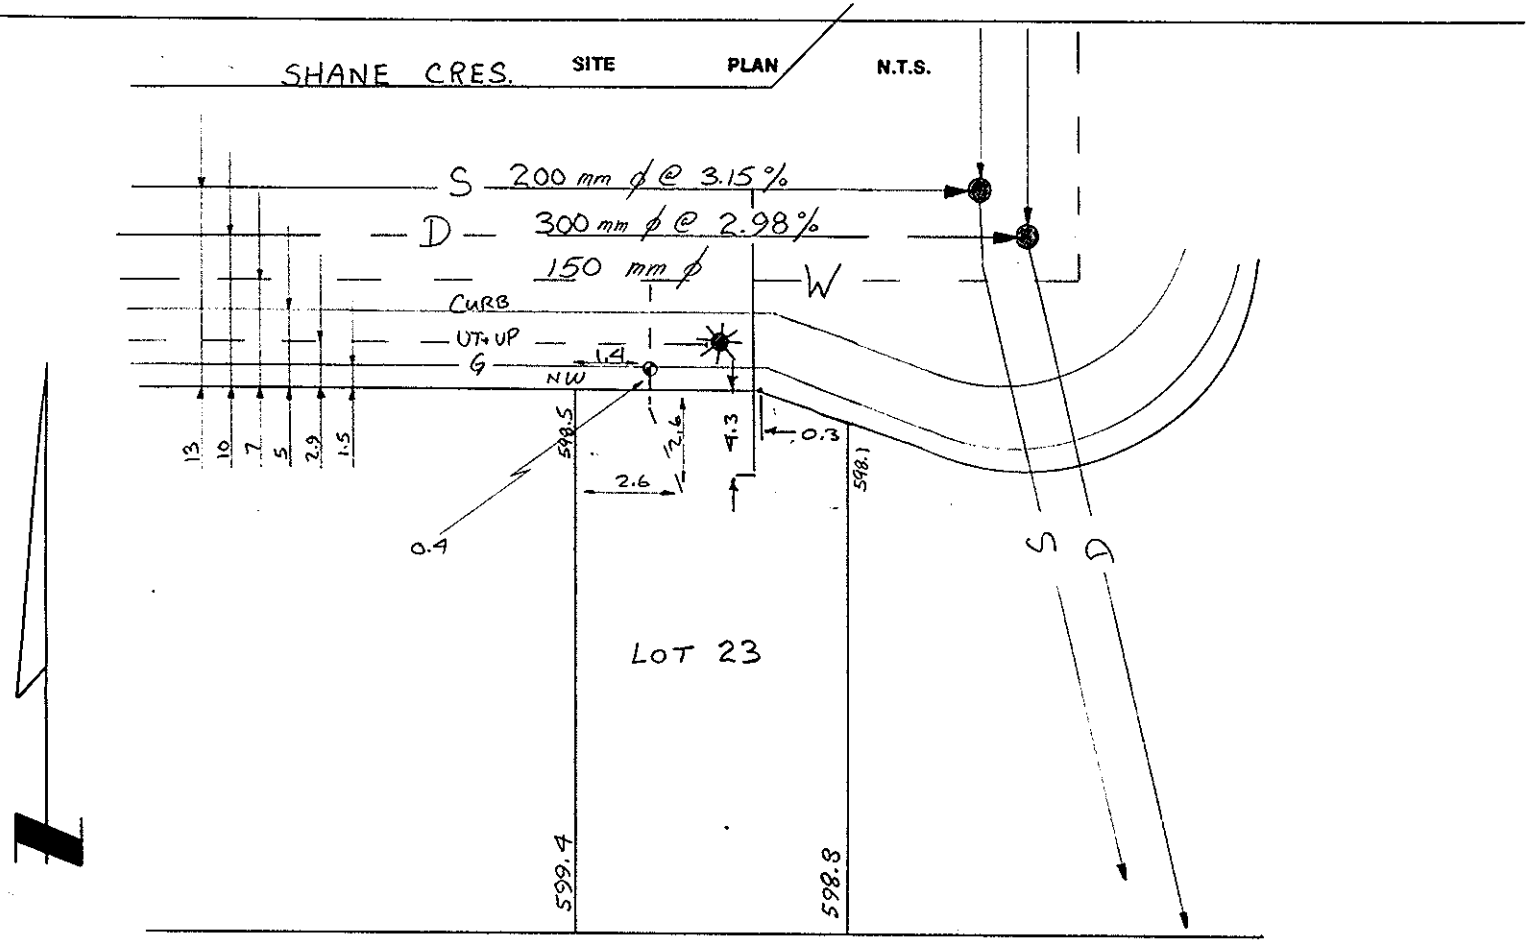 SITE PLAN N.T.S.
SHANE CRES.
S 200 mm ϕ @ 3.15%
D 300 mm ϕ @ 2.98%
150 mm ϕ
W
CURB
UT+UP
G
1.4
NW
13
10
7
5
2.9
1.5
598.5
2.6
4.3
0.3
598.1
2.6
0.4
S
D
LOT 23
599.4
598.8